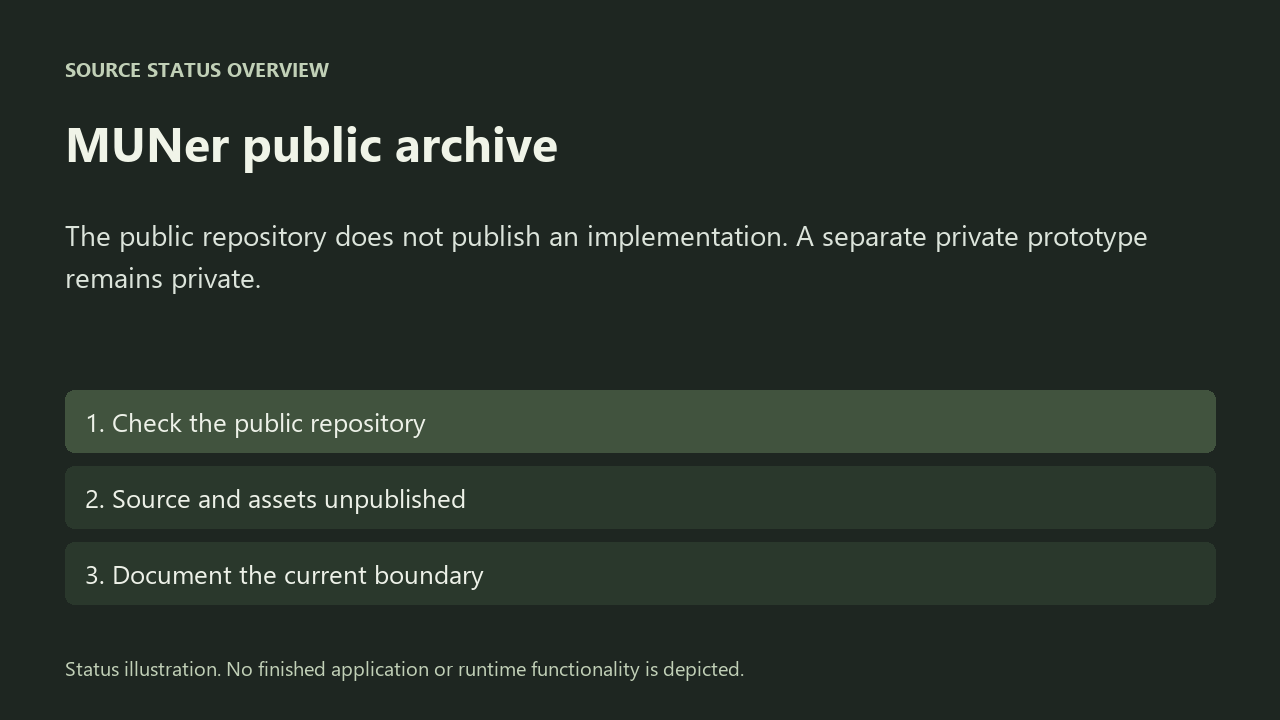 SOURCE STATUS OVERVIEW
MUNer public archive
The public repository does not publish an implementation. A separate private prototype
remains private.
1. Check the public repository
2. Source and assets unpublished
3. Document the current boundary
Status illustration. No finished application or runtime functionality is depicted.